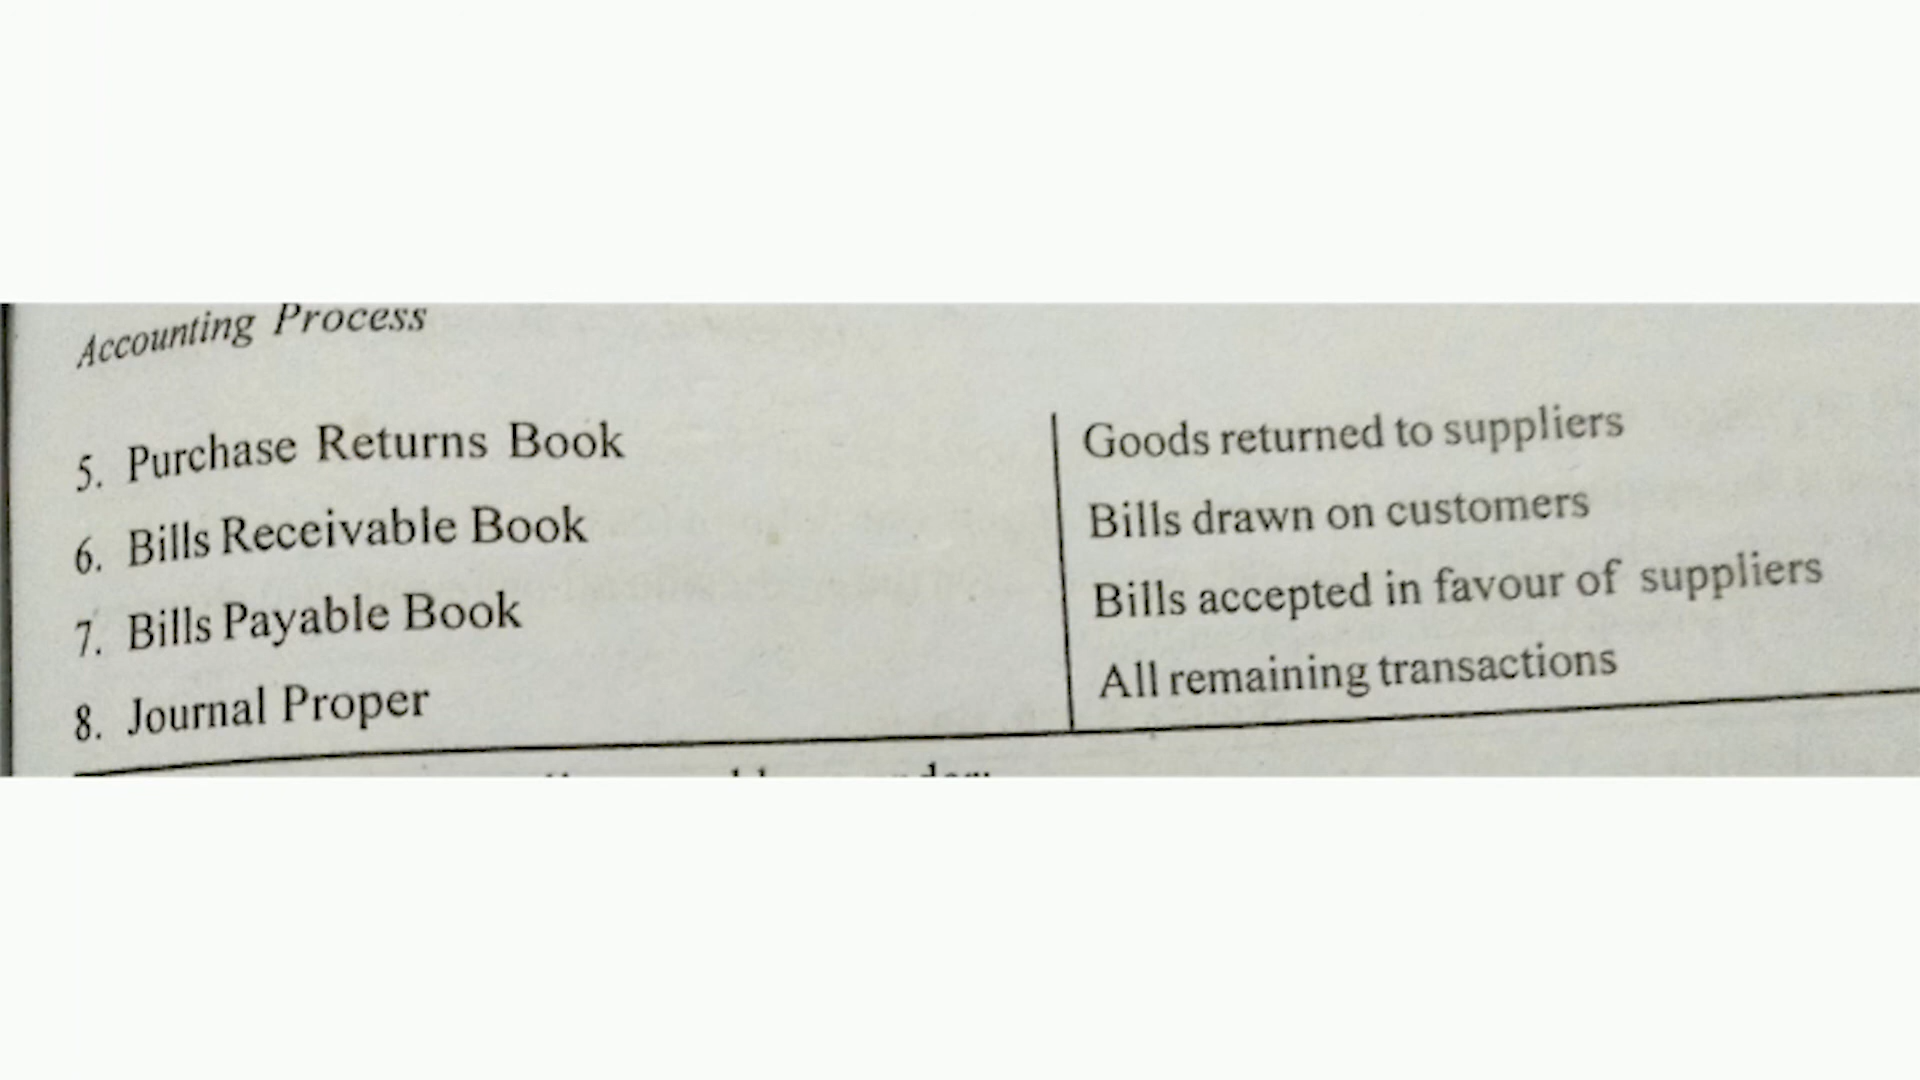 Accounting Process
5. Purchase Returns Book Goods returned to suppliers
6. Bills Receivable Book Bills drawn on customers
7. Bills Payable Book Bills accepted in favour of suppliers
8. Journal Proper All remaining transactions